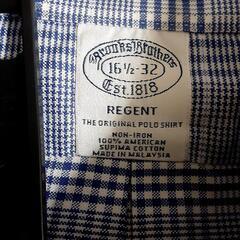 Brooks Brothers
16½-32
Est. 1818
REGENT
THE ORIGINAL POLO SHIRT
NON-IRON
100% AMERICAN
SUPIMA COTTON
MADE IN MALAYSIA